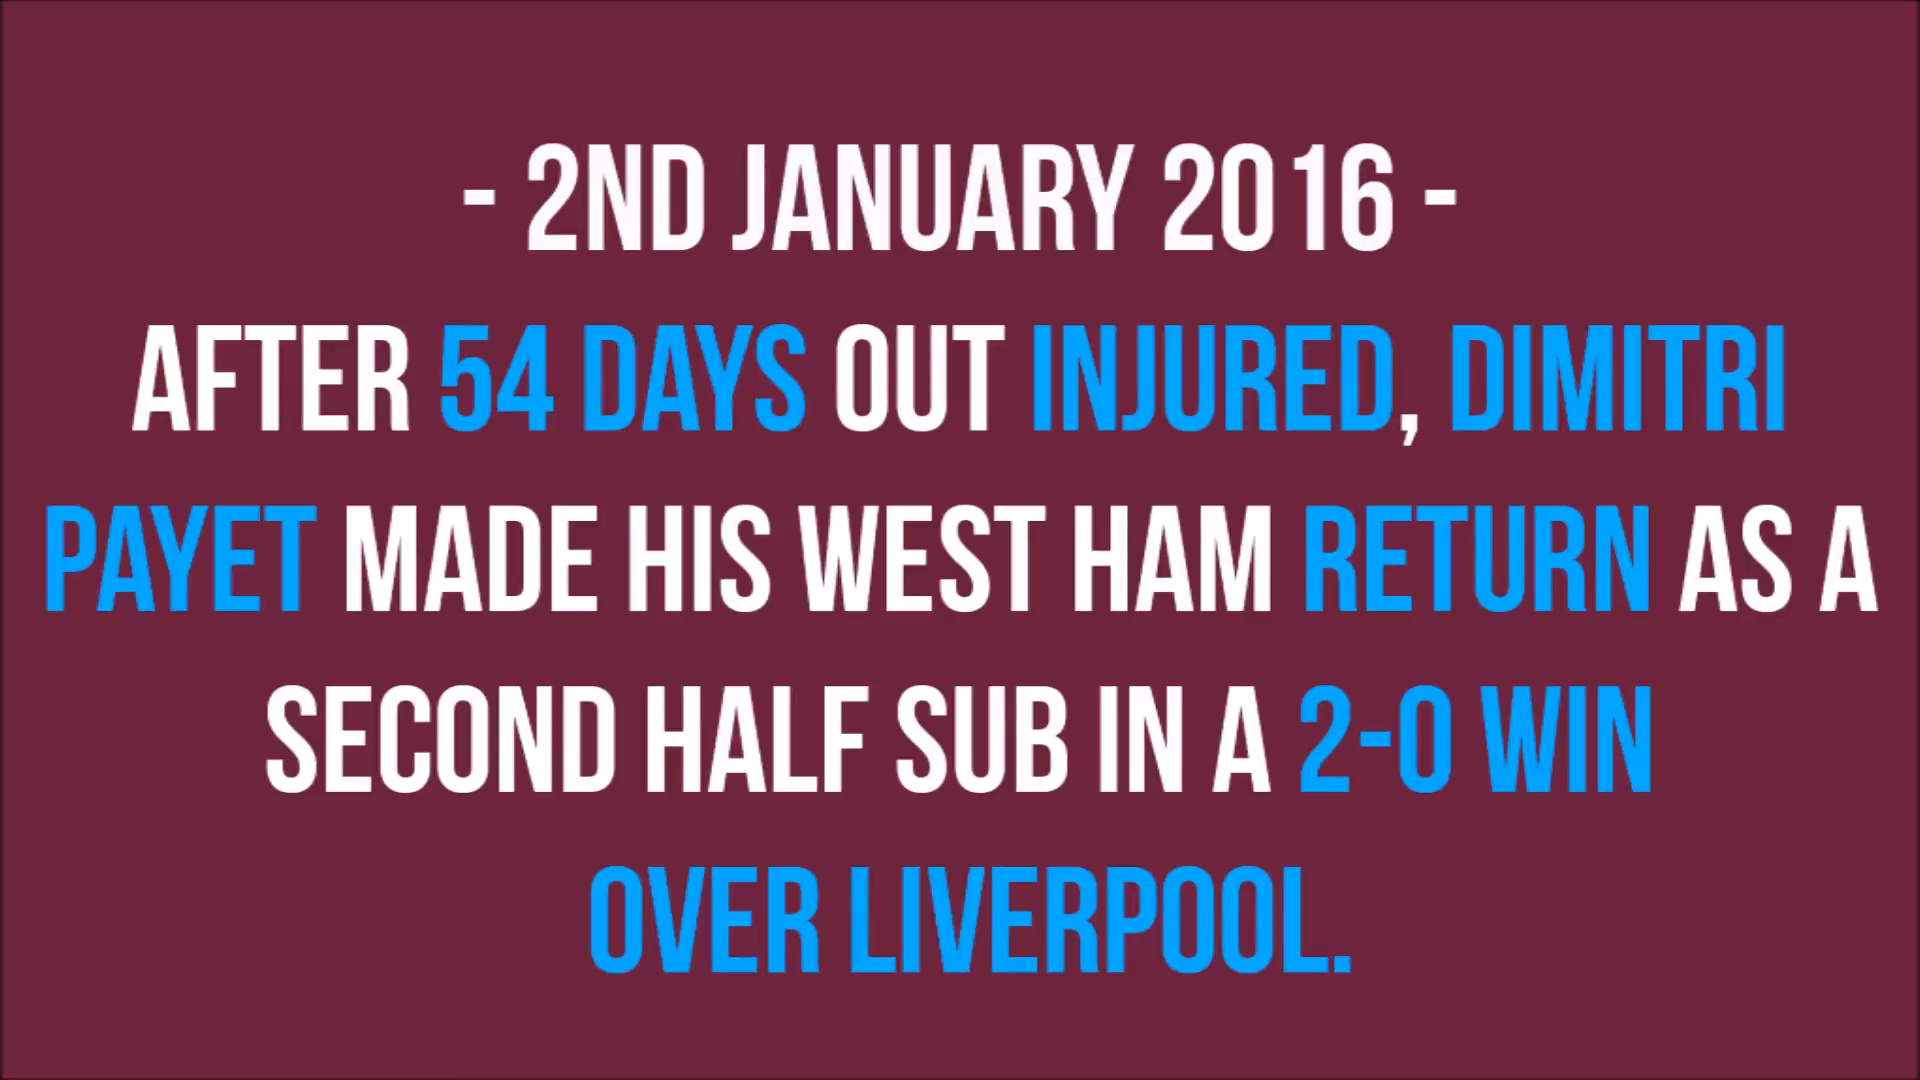 - 2ND JANUARY 2016 -
AFTER 54 DAYS OUT INJURED, DIMITRI
PAYET MADE HIS WEST HAM RETURN AS A
SECOND HALF SUB IN A 2-0 WIN
OVER LIVERPOOL.